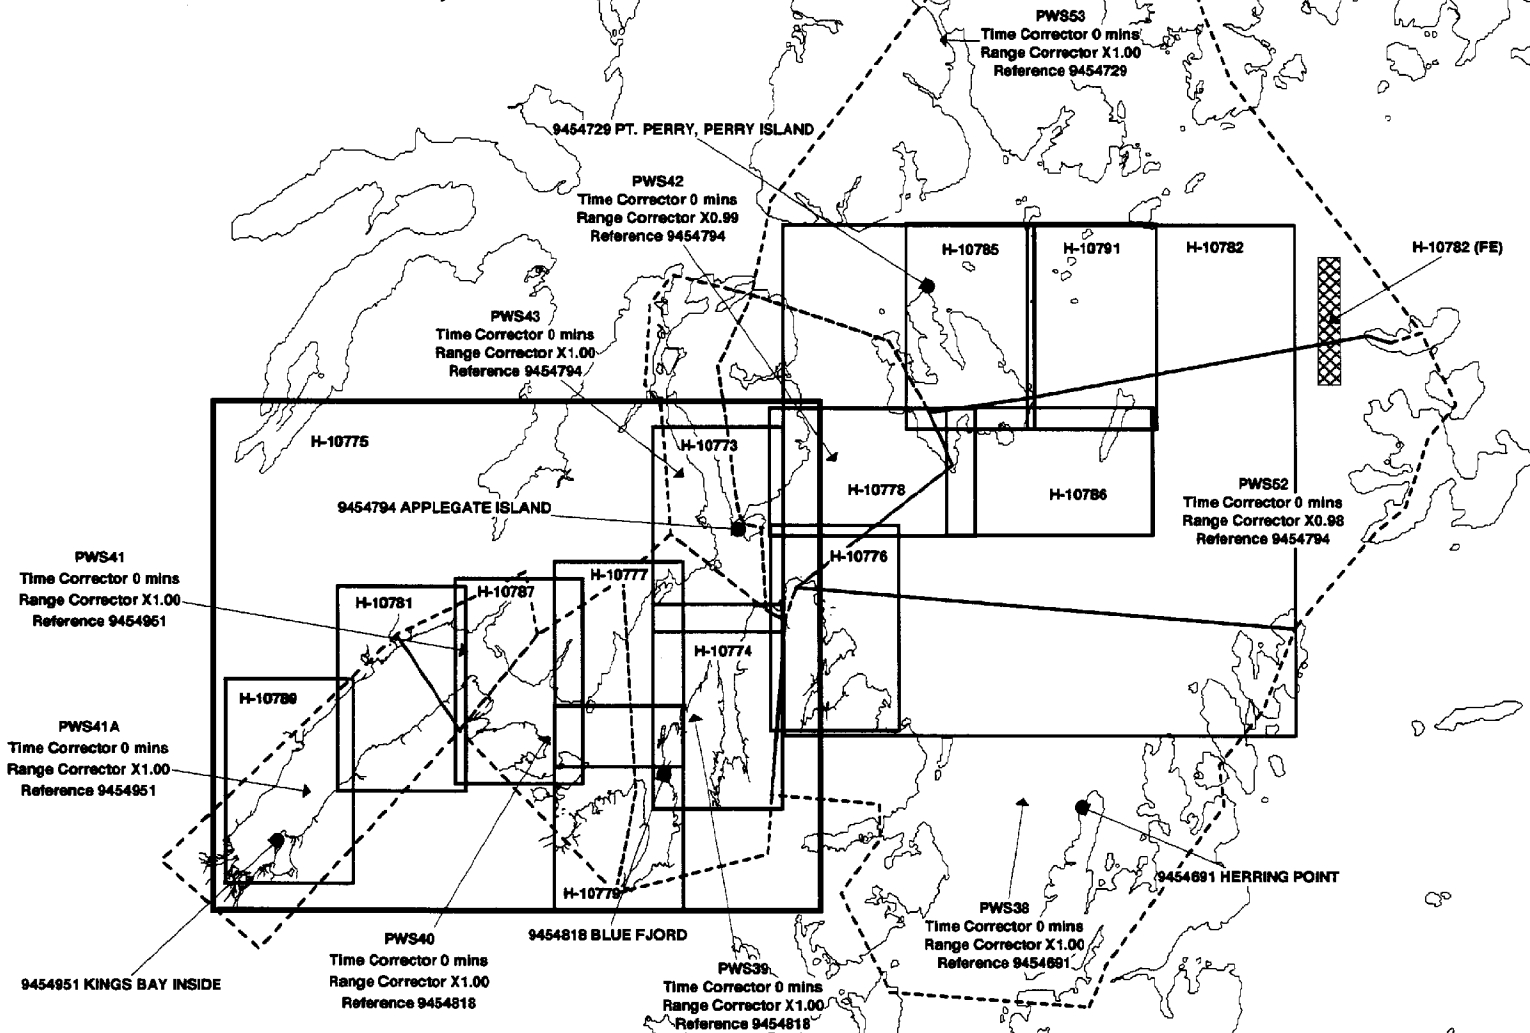 PWS53
Time Corrector 0 mins
Range Corrector X1.00
Reference 9454729
9454729 PT. PERRY, PERRY ISLAND
PWS42
Time Corrector 0 mins
Range Corrector X0.99
Reference 9454794
H-10785
H-10791
H-10782
H-10782 (FE)
PWS43
Time Corrector 0 mins
Range Corrector X1.00
Reference 9454794
H-10775
H-10773
H-10778
H-10786
PWS52
Time Corrector 0 mins
Range Corrector X0.98
Reference 9454794
9454794 APPLEGATE ISLAND
H-10776
PWS41
Time Corrector 0 mins
Range Corrector X1.00
Reference 9454951
H-10781
H-10787
H-10777
H-10774
H-10789
PWS41A
Time Corrector 0 mins
Range Corrector X1.00
Reference 9454951
H-10779
9454691 HERRING POINT
PWS38
Time Corrector 0 mins
Range Corrector X1.00
Reference 9454691
9454818 BLUE FJORD
PWS40
Time Corrector 0 mins
Range Corrector X1.00
Reference 9454818
PWS39
Time Corrector 0 mins
Range Corrector X1.00
Reference 9454818
9454951 KINGS BAY INSIDE